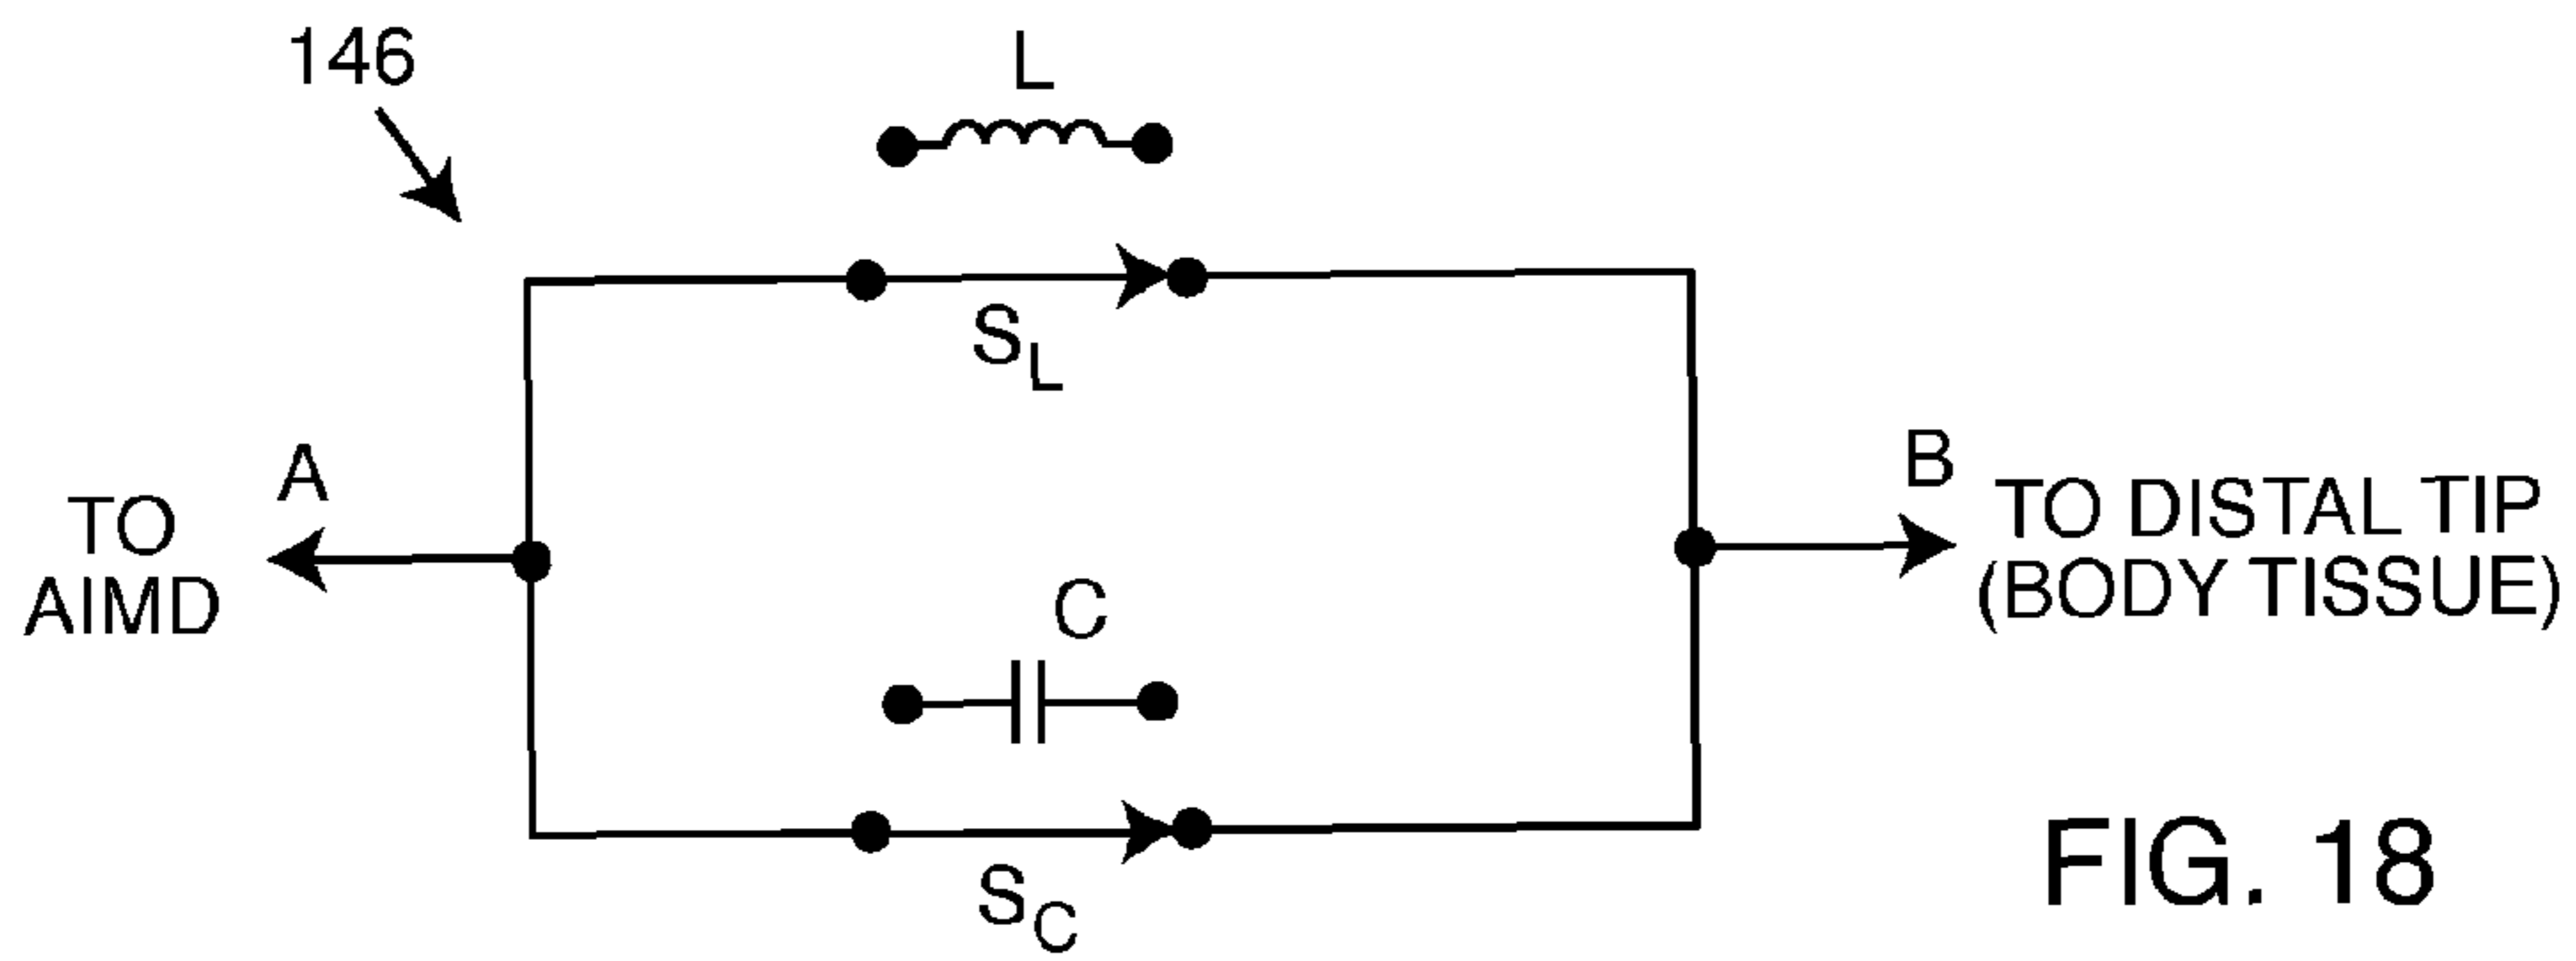 146
L
S_L
A
TO
AIMD
B
TO DISTAL TIP
(BODY TISSUE)
C
S_C
FIG. 18